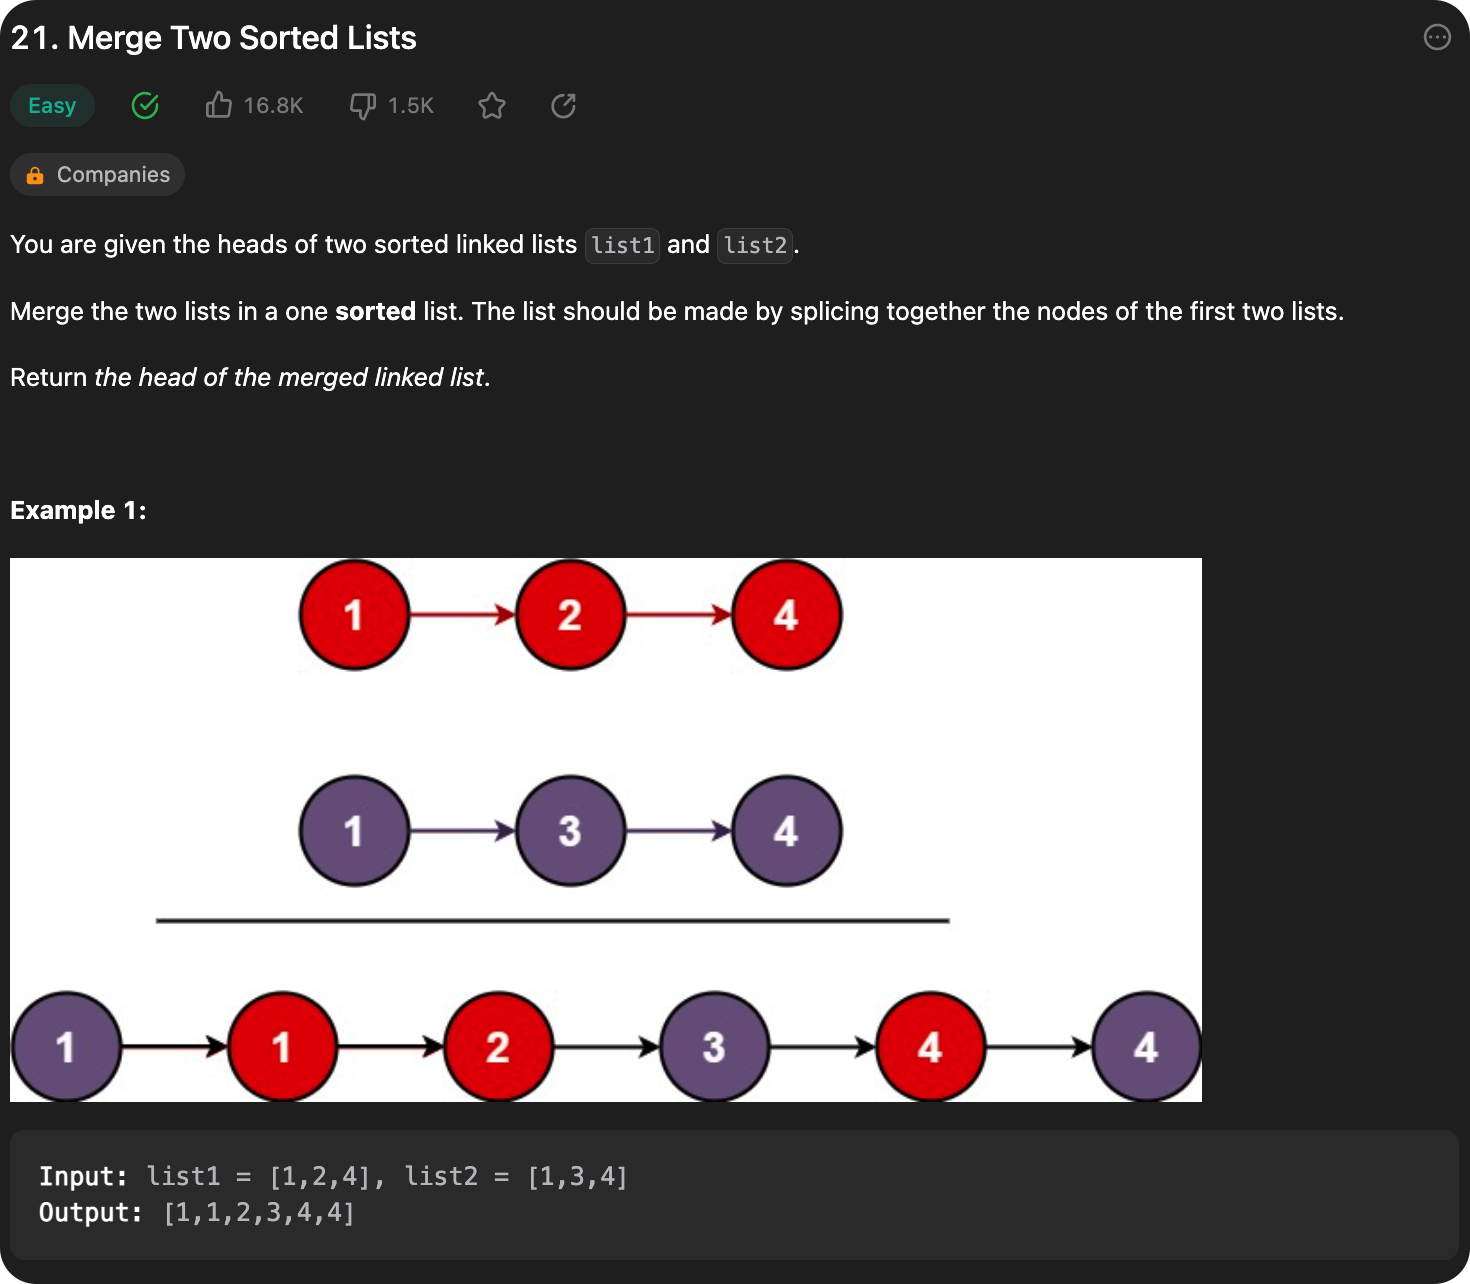 21. Merge Two Sorted Lists
Easy 16.8K 1.5K
Companies
You are given the heads of two sorted linked lists list1 and list2.
Merge the two lists in a one sorted list. The list should be made by splicing together the nodes of the first two lists.
Return the head of the merged linked list.
Example 1:
1 2 4
1 3 4
1 1 2 3 4 4
Input: list1 = [1,2,4], list2 = [1,3,4]
Output: [1,1,2,3,4,4]